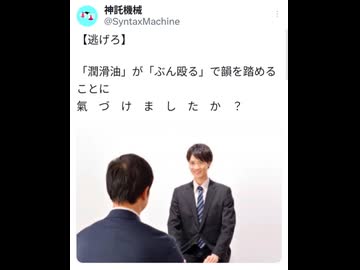 神託機械
@SyntaxMachine
【逃げろ】
「潤滑油」が「ぶん殴る」で韻を踏める
ことに
氣づけましたか？